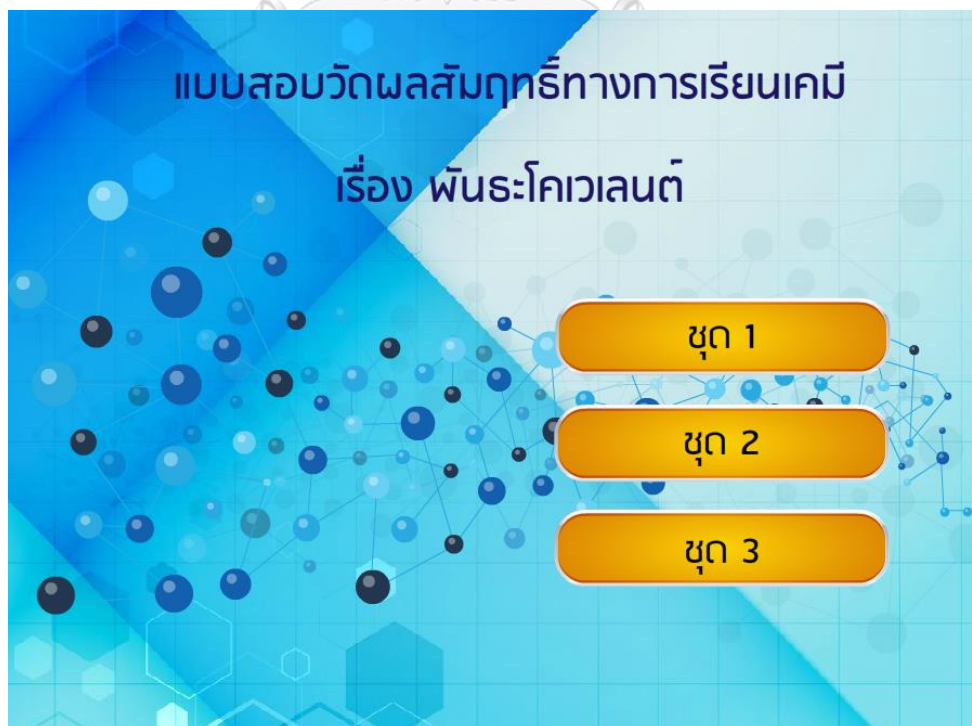 แบบสอบวัดผลสัมฤทธิ์ทางการเรียนเคมี
เรื่อง พันธะโคเวเลนต์
ชุด 1
ชุด 2
ชุด 3